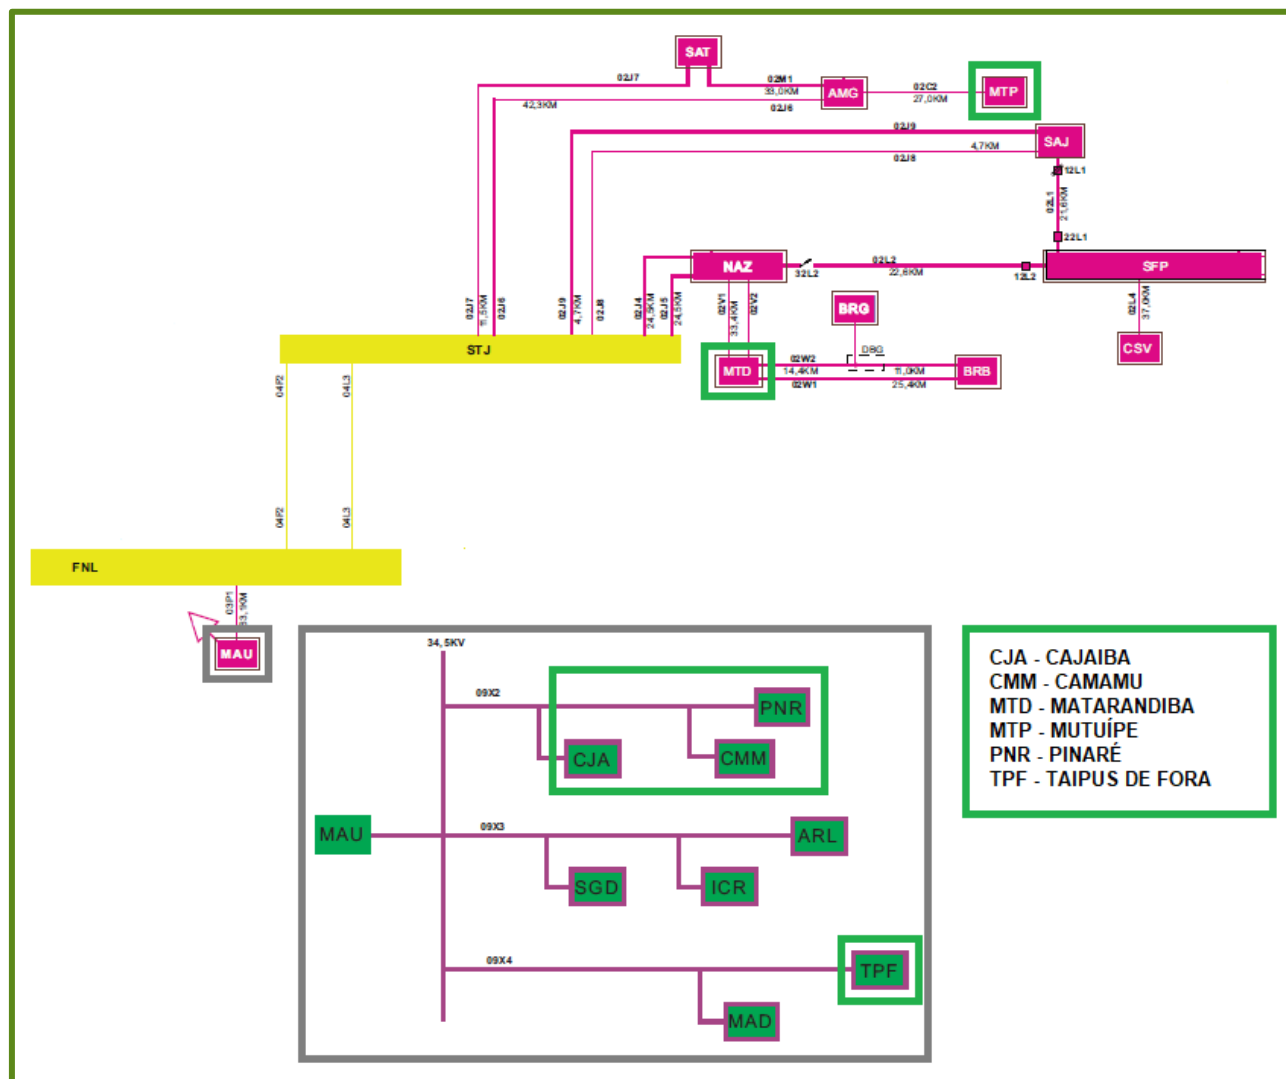 SAT
02J7
02M1
33,0KM
AMG
02C2
27,0KM
MTP
42,3KM
02J6
02J9
SAJ
4,7KM
02J8
12L1
02L1
21,6KM
22L1
NAZ
32L2
02L2
22,6KM
12L2
SFP
02J7
11,5KM
02J6
02J9
4,7KM
02J8
02J4
24,5KM
02J5
24,5KM
02V1
33,4KM
02V2
BRG
02L4
37,0KM
CSV
STJ
DBG
MTD
02W2
14,4KM
02W1
11,0KM
25,4KM
BRB
04P2
04L3
04P2
04L3
FNL
03P1
MAU
34,5KV
09X2
PNR
CJA
CMM
MAU
09X3
ARL
SGD
ICR
09X4
TPF
MAD
CJA - CAJAIBA
CMM - CAMAMU
MTD - MATARANDIBA
MTP - MUTUÍPE
PNR - PINARÉ
TPF - TAIPUS DE FORA